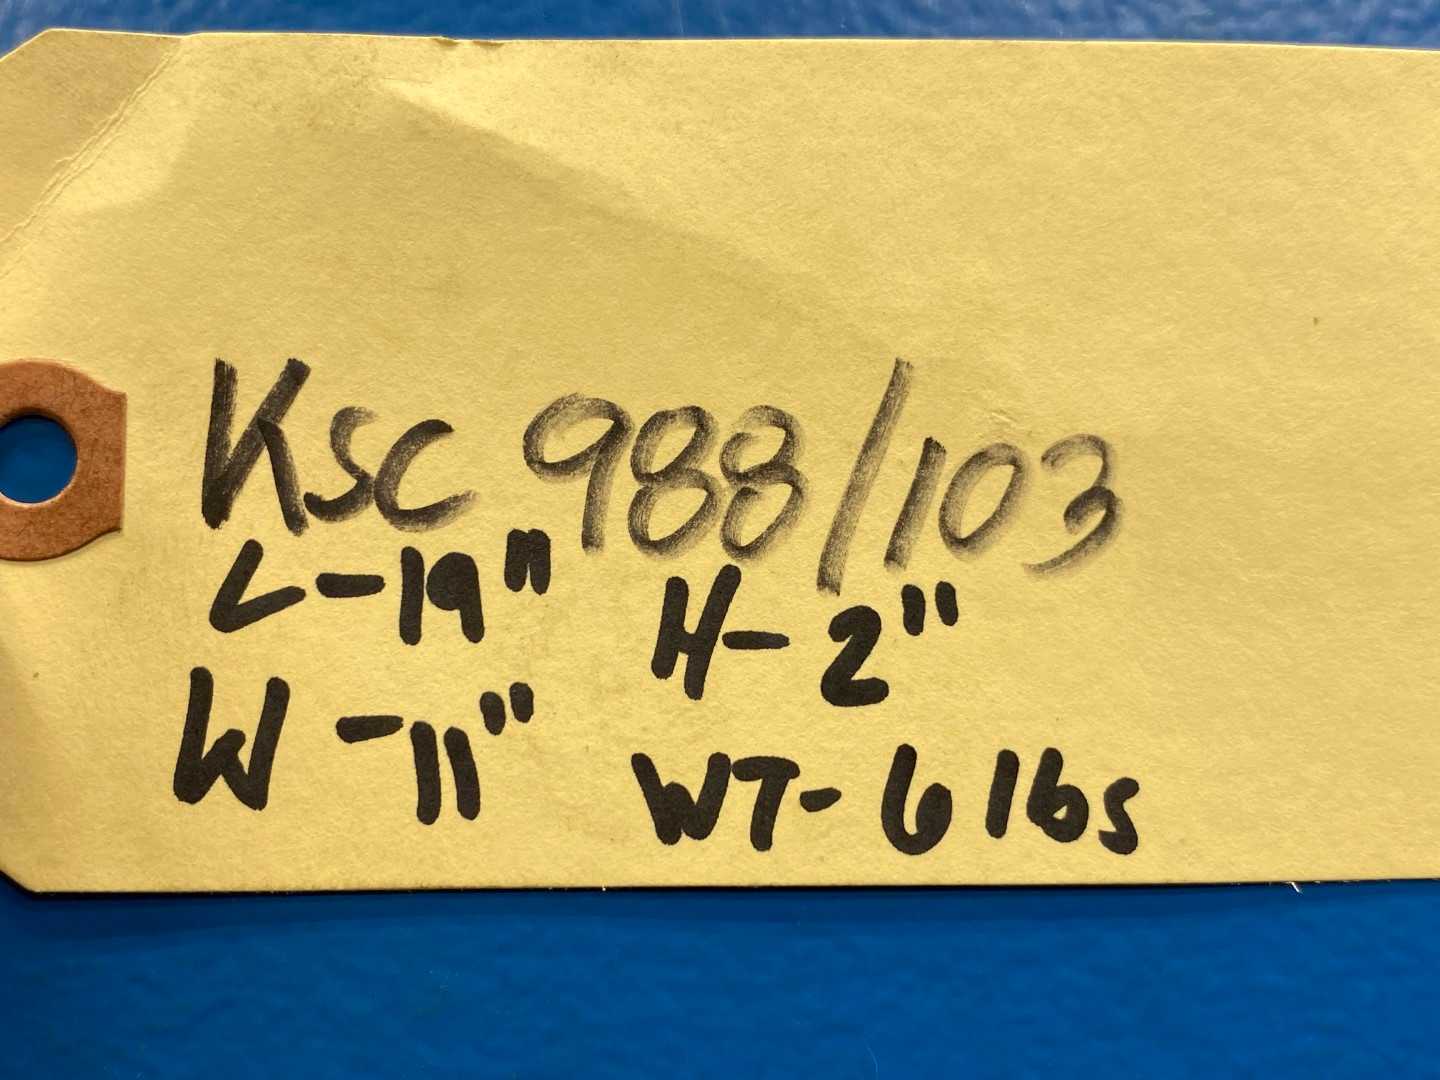 KSC 988/103
L-19" H-2"
W-11" WT-6 lbs